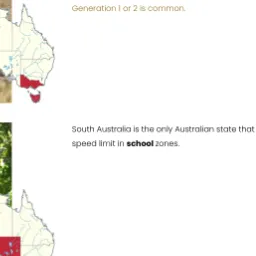 Generation 1 or 2 is common.
South Australia is the only Australian state that
speed limit in school zones.